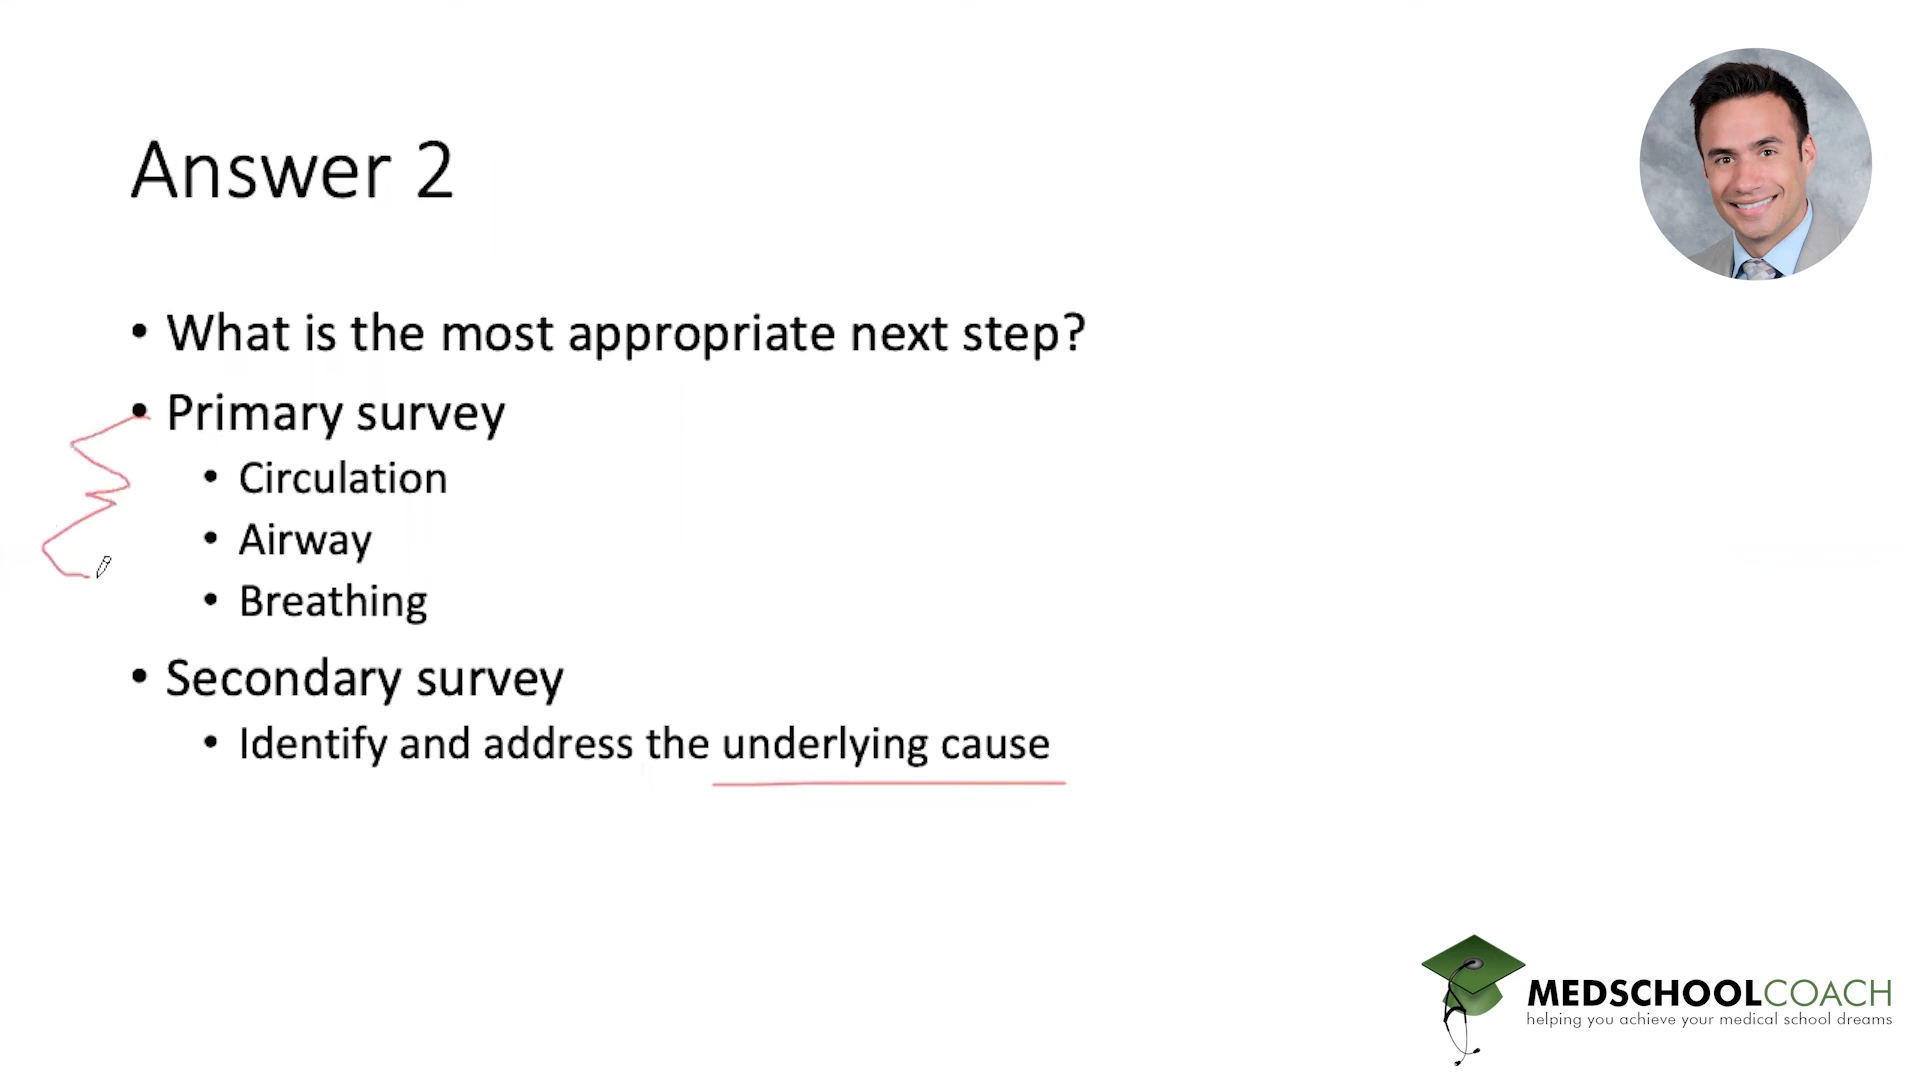 Answer 2
• What is the most appropriate next step?
• Primary survey
• Circulation
• Airway
• Breathing
• Secondary survey
• Identify and address the underlying cause
MEDSCHOOLCOACH
helping you achieve your medical school dreams